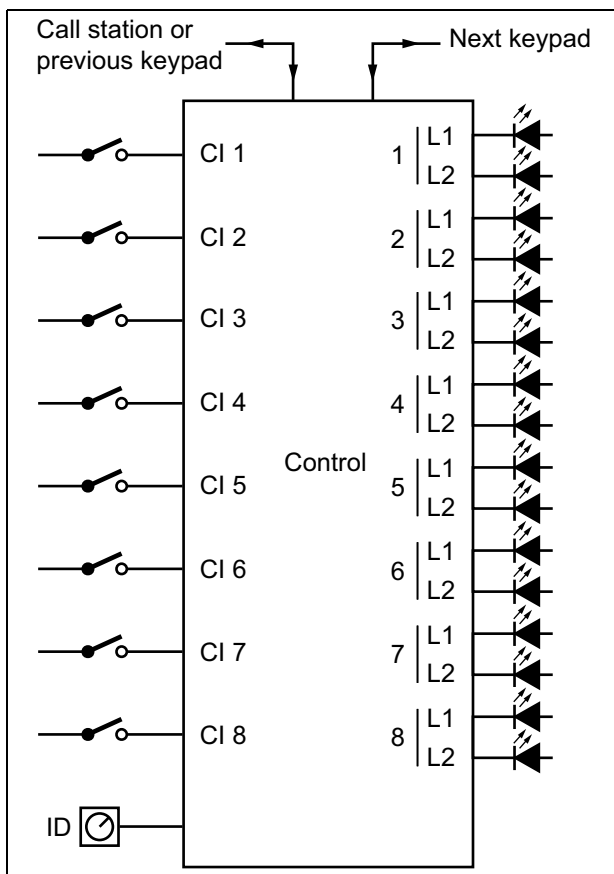 Call station or
previous keypad
Next keypad
CI 1
CI 2
CI 3
CI 4
CI 5
CI 6
CI 7
CI 8
ID
Control
1 L1
L2
2 L1
L2
3 L1
L2
4 L1
L2
5 L1
L2
6 L1
L2
7 L1
L2
8 L1
L2